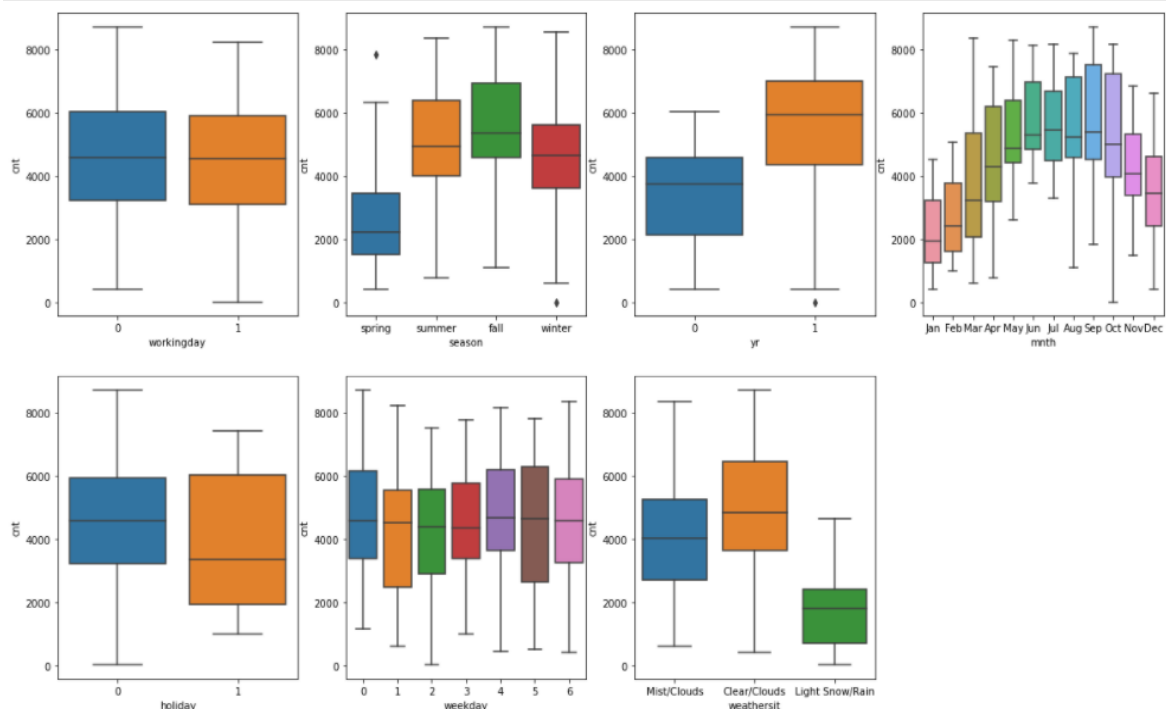 8000
6000
4000
2000
0
cnt
0 1
workingday
8000
6000
4000
2000
0
cnt
spring summer fall winter
season
8000
6000
4000
2000
0
cnt
0 1
yr
8000
6000
4000
2000
0
cnt
Jan Feb Mar Apr May Jun Jul Aug Sep Oct Nov Dec
mnth
8000
6000
4000
2000
0
cnt
0 1
holiday
8000
6000
4000
2000
0
cnt
0 1 2 3 4 5 6
weekday
8000
6000
4000
2000
0
cnt
Mist/Clouds Clear/Clouds Light Snow/Rain
weathersit